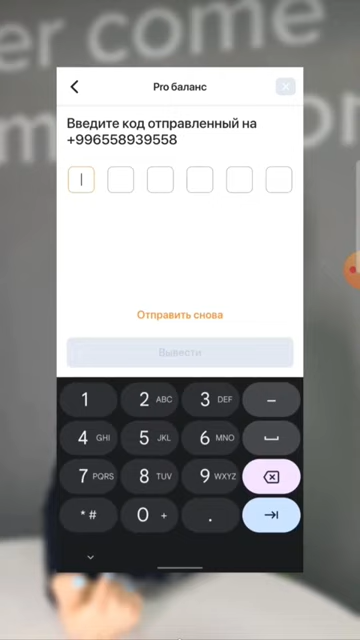 er come
m
on
Pro баланс
Введите код отправленный на
+996558939558
Отправить снова
Вывести
1
2 ABC
3 DEF
–
4 GHI
5 JKL
6 MNO
7 PQRS
8 TUV
9 WXYZ
* #
0 +
.